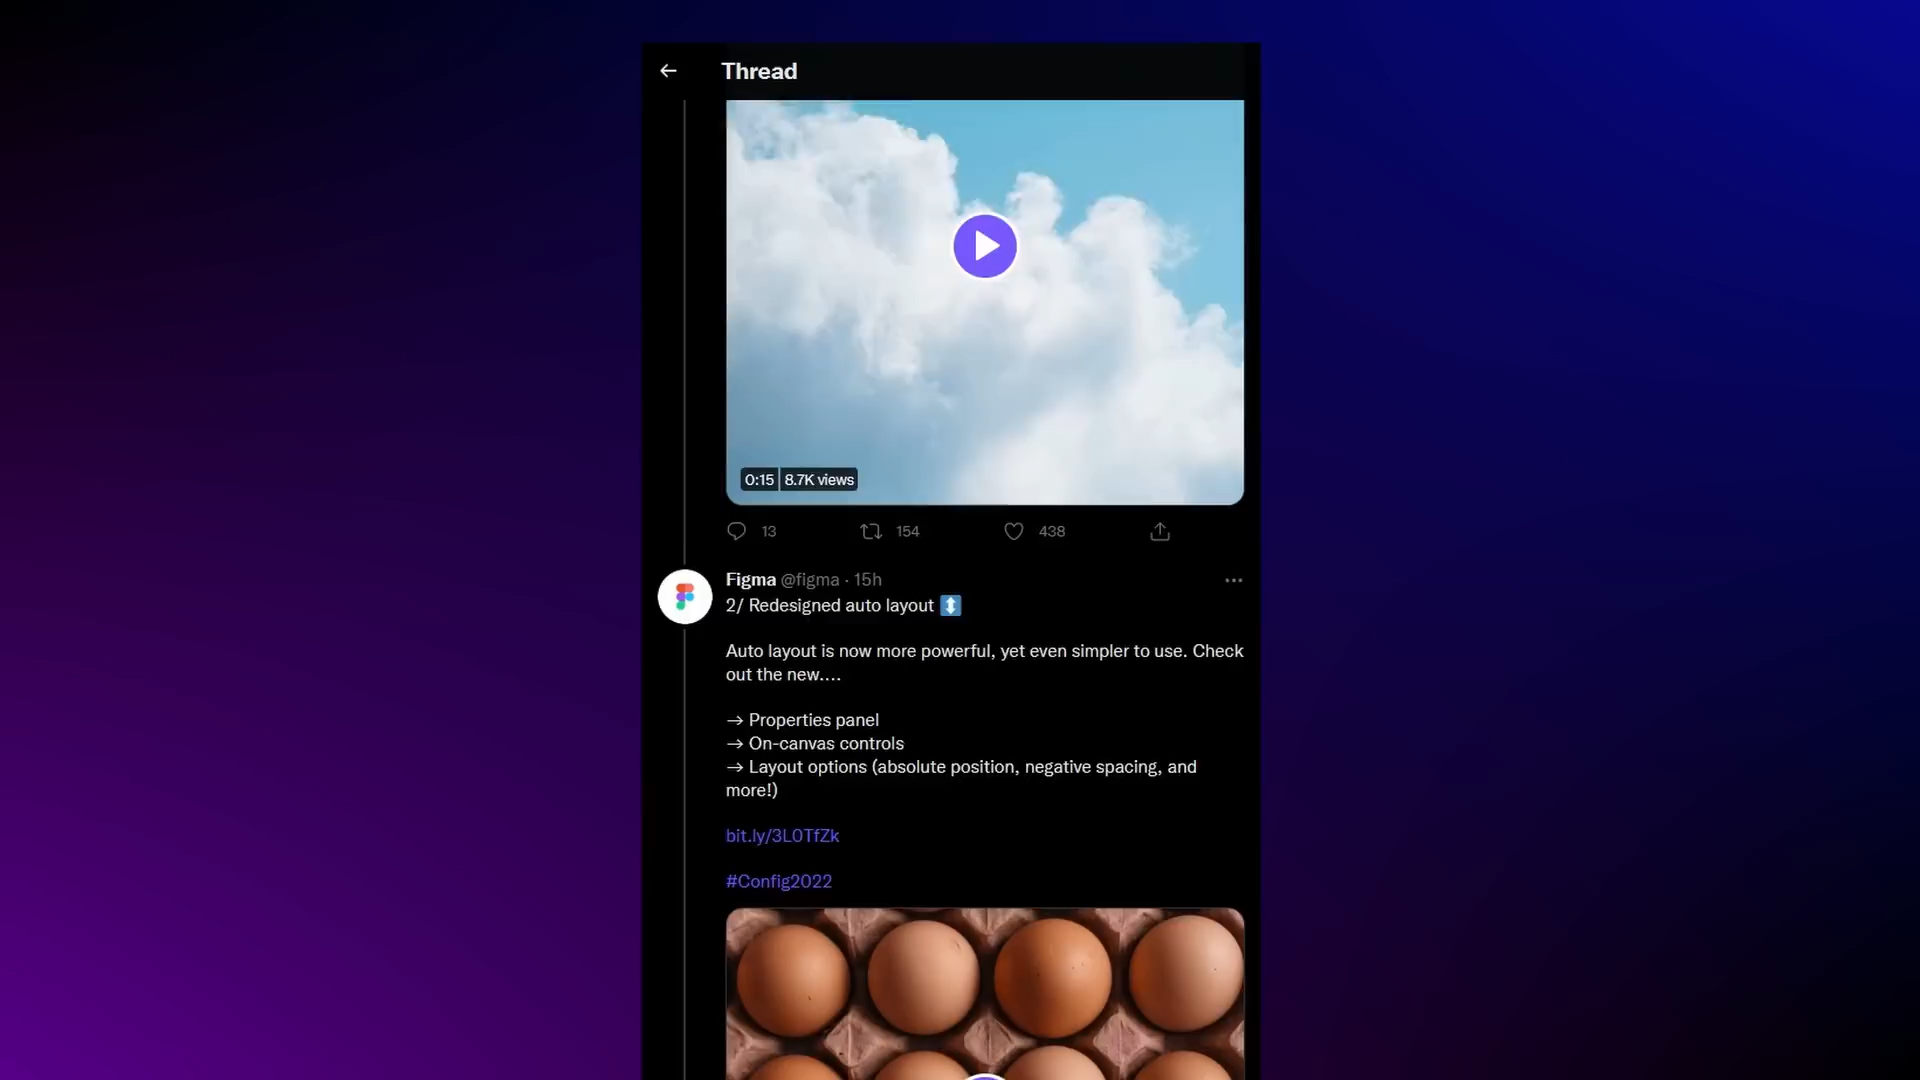 Thread
0:15 8.7K views
13 154 438
Figma @figma · 15h
2/ Redesigned auto layout ↕️
Auto layout is now more powerful, yet even simpler to use. Check
out the new....
→ Properties panel
→ On-canvas controls
→ Layout options (absolute position, negative spacing, and
more!)
bit.ly/3L0TfZk
#Config2022